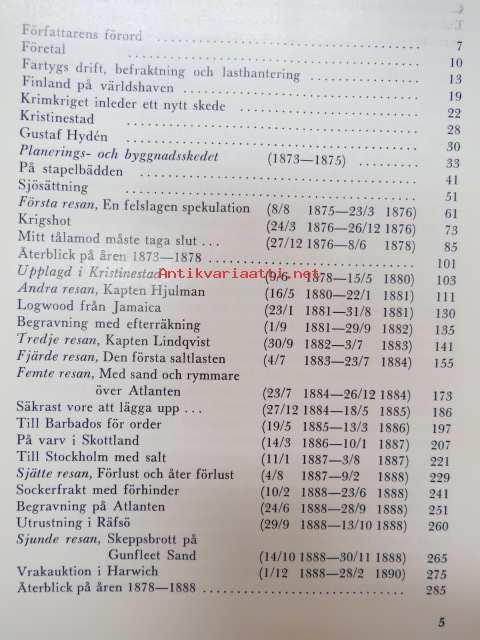 Författarens förord 7
Företal 10
Fartygs drift, befraktning och lasthantering 13
Finland på världshaven 19
Krimkriget inleder ett nytt skede 22
Kristinestad 28
Gustaf Hydén 30
Planerings- och byggnadsskedet (1873—1875) 33
På stapelbädden 41
Sjösättning 51
Första resan, En felslagen spekulation (8/8 1875—23/3 1876) 61
Krigshot (24/3 1876—26/12 1876) 73
Mitt tålamod måste taga slut ... (27/12 1876—8/6 1878) 85
Återblick på åren 1873—1878 101
Upplagd i Kristinestad (9/6 1878—15/5 1880) 103
Antikvariaatti.net
Andra resan, Kapten Hjulman (16/5 1880—22/1 1881) 111
Logwood från Jamaica (23/1 1881—31/8 1881) 130
Begravning med efterräkning (1/9 1881—29/9 1882) 135
Tredje resan, Kapten Lindqvist (30/9 1882—3/7 1883) 141
Fjärde resan, Den första saltlasten (4/7 1883—23/7 1884) 155
Femte resan, Med sand och rymmare
över Atlanten (23/7 1884—26/12 1884) 173
Säkrast vore att lägga upp ... (27/12 1884—18/5 1885) 186
Till Barbados för order (19/5 1885—13/3 1886) 197
På varv i Skottland (14/3 1886—10/1 1887) 207
Till Stockholm med salt (11/1 1887—3/8 1887) 221
Sjätte resan, Förlust och åter förlust (4/8 1887—9/2 1888) 229
Sockerfrakt med förhinder (10/2 1888—23/6 1888) 241
Begravning på Atlanten (24/6 1888—28/9 1888) 251
Utrustning i Räfsö (29/9 1888—13/10 1888) 260
Sjunde resan, Skeppsbrott på
Gunfleet Sand (14/10 1888—30/11 1888) 265
Vrakauktion i Harwich (1/12 1888—28/2 1890) 275
Återblick på åren 1878—1888 285
5